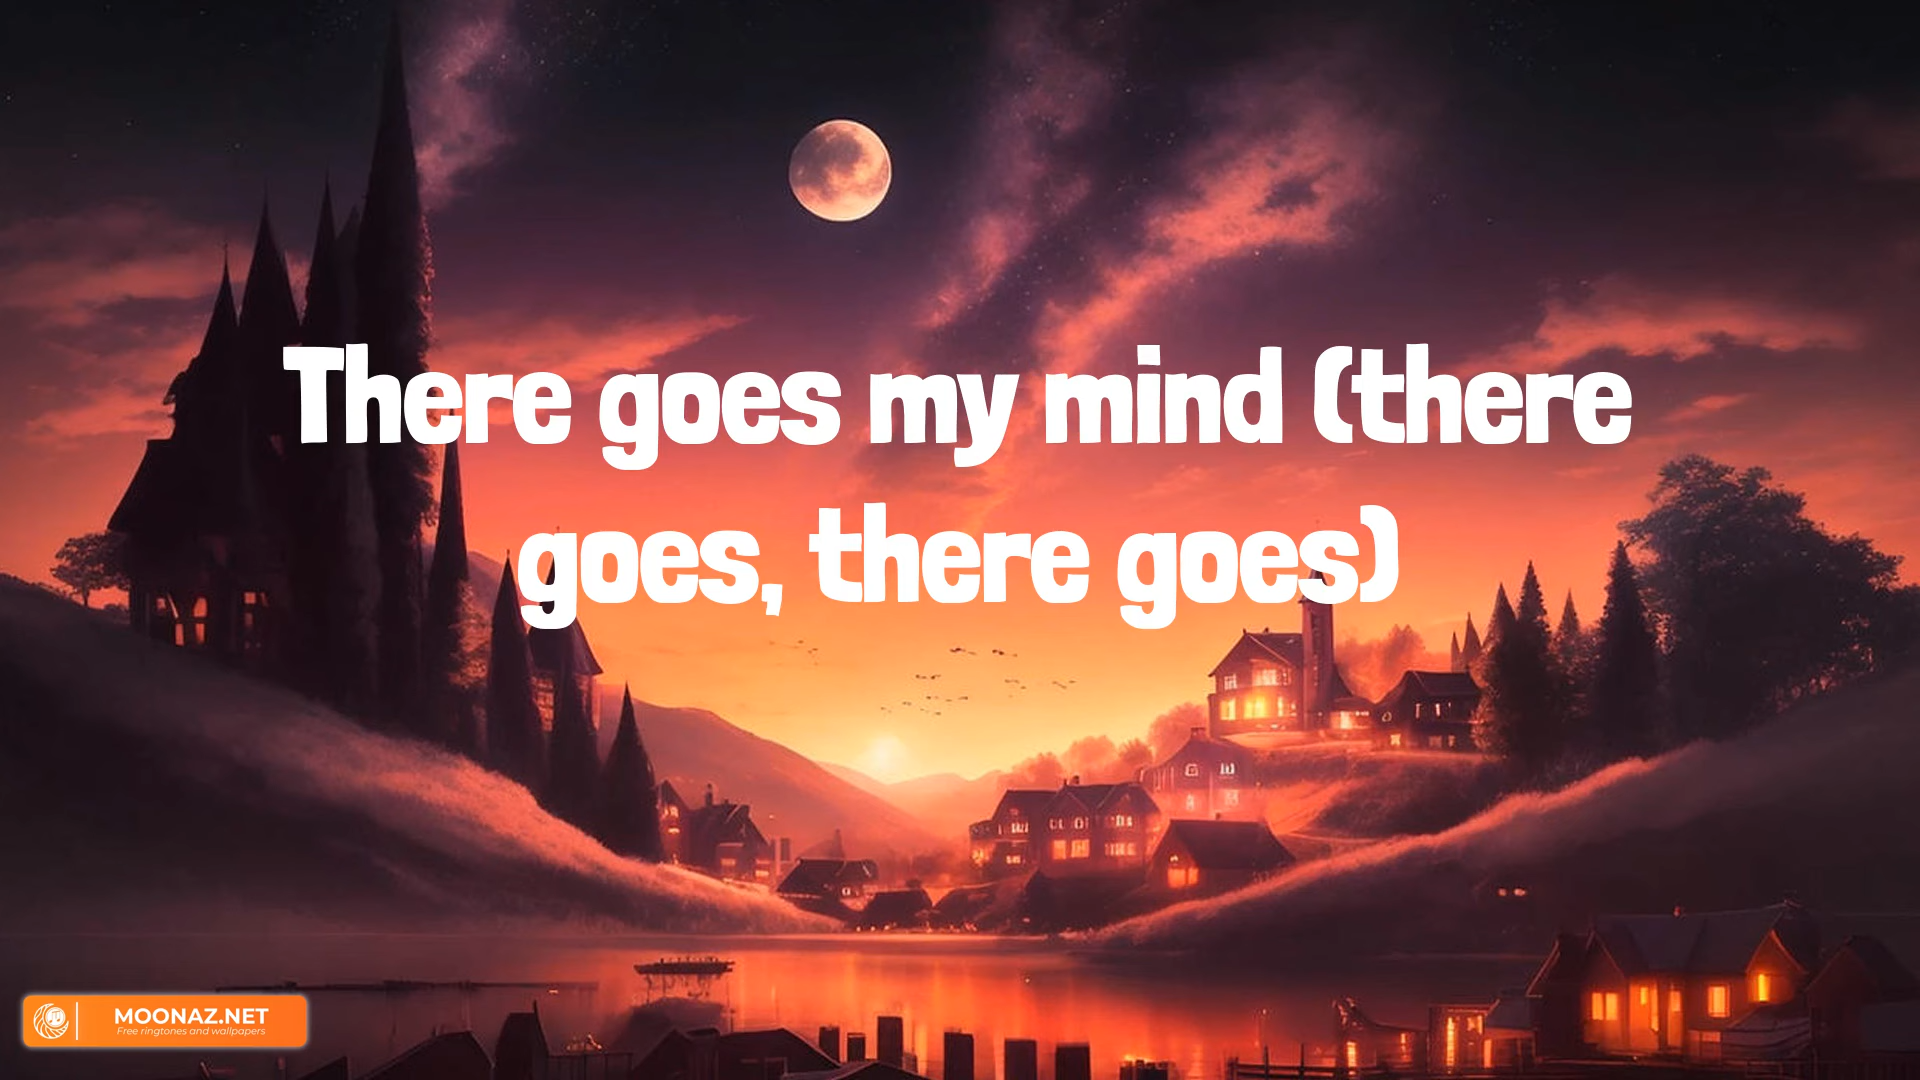 There goes my mind (there
goes, there goes)
MOONAZ.NET
Free ringtones and wallpapers